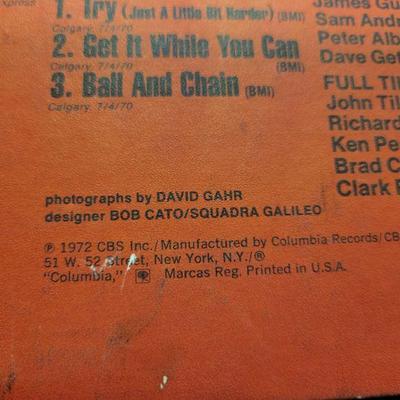 xpress
1. Try (Just A Little Bit Harder) (BMI)
Calgary, 7/4/70
2. Get It While You Can (BMI)
Calgary, 7/4/70
3. Ball And Chain (BMI)
Calgary, 7/4/70
James Gu
Sam Andr
Peter Alb
Dave Get
FULL TI
John Til
Richard
Ken Pe
Brad C
Clark
photographs by DAVID GAHR
designer BOB CATO/SQUADRA GALILEO
℗ 1972 CBS Inc./Manufactured by Columbia Records/CB
51 W. 52 Street, New York, N.Y./®
"Columbia," Marcas Reg. Printed in U.S.A.